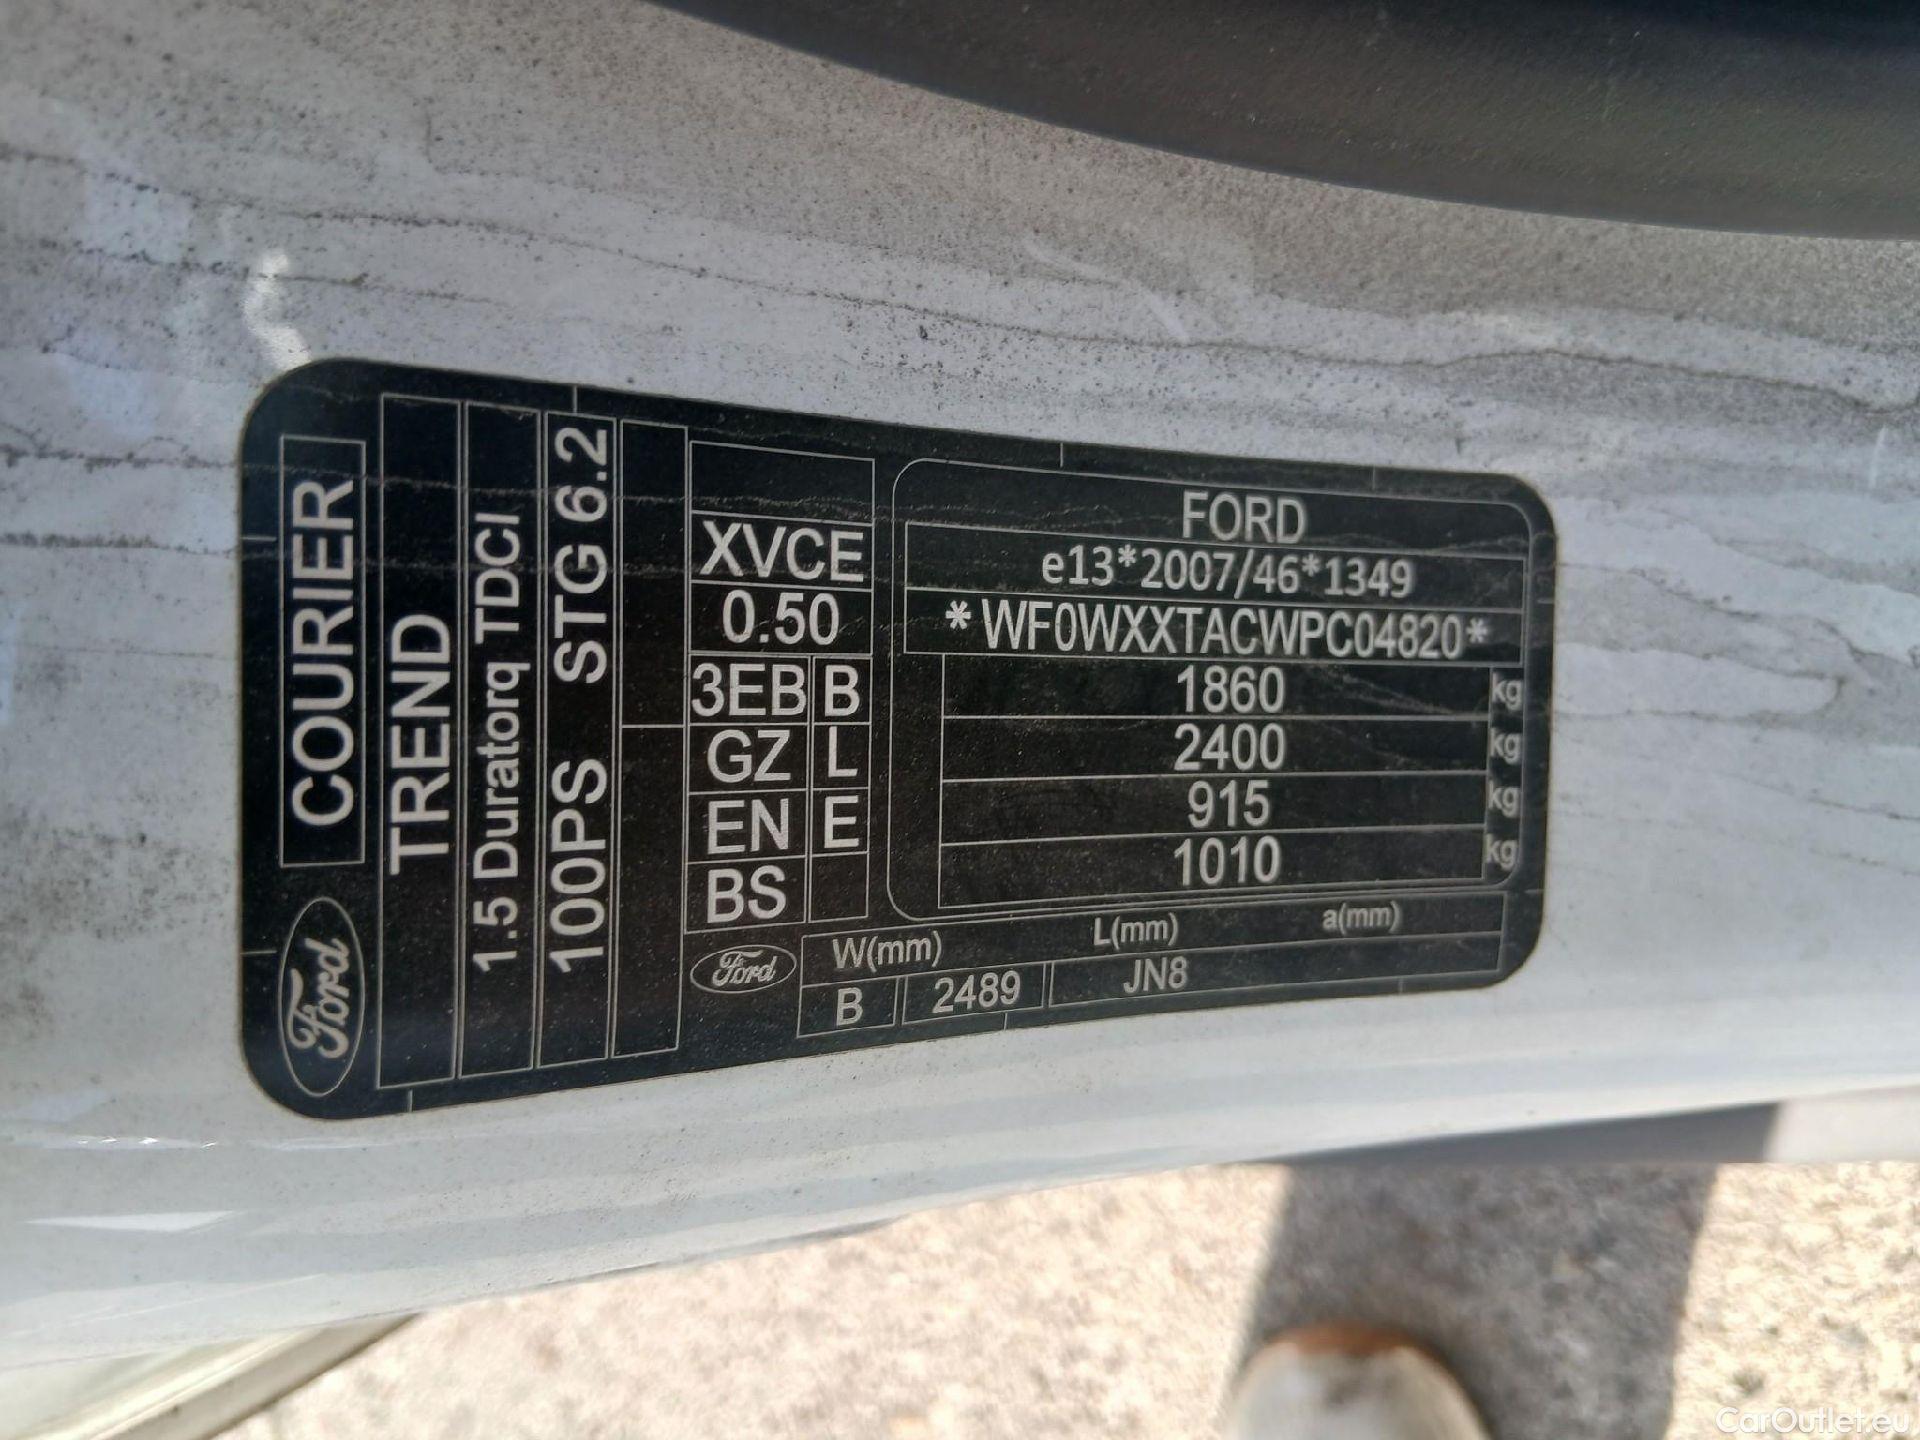 Ford
COURIER
TREND
1.5 Duratorq TDCI
100PS STG 6.2
XVCE
0.50
3EB B
GZ L
EN E
BS
Ford
FORD
e13*2007/46*1349
*WF0WXXTACWPC04820*
1860 kg
2400 kg
915 kg
1010 kg
W(mm) L(mm) a(mm)
B 2489 JN8
CarOutlet.eu